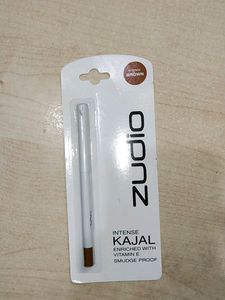 BROWN
zudio
INTENSE
KAJAL
ENRICHED WITH
VITAMIN E
SMUDGE PROOF